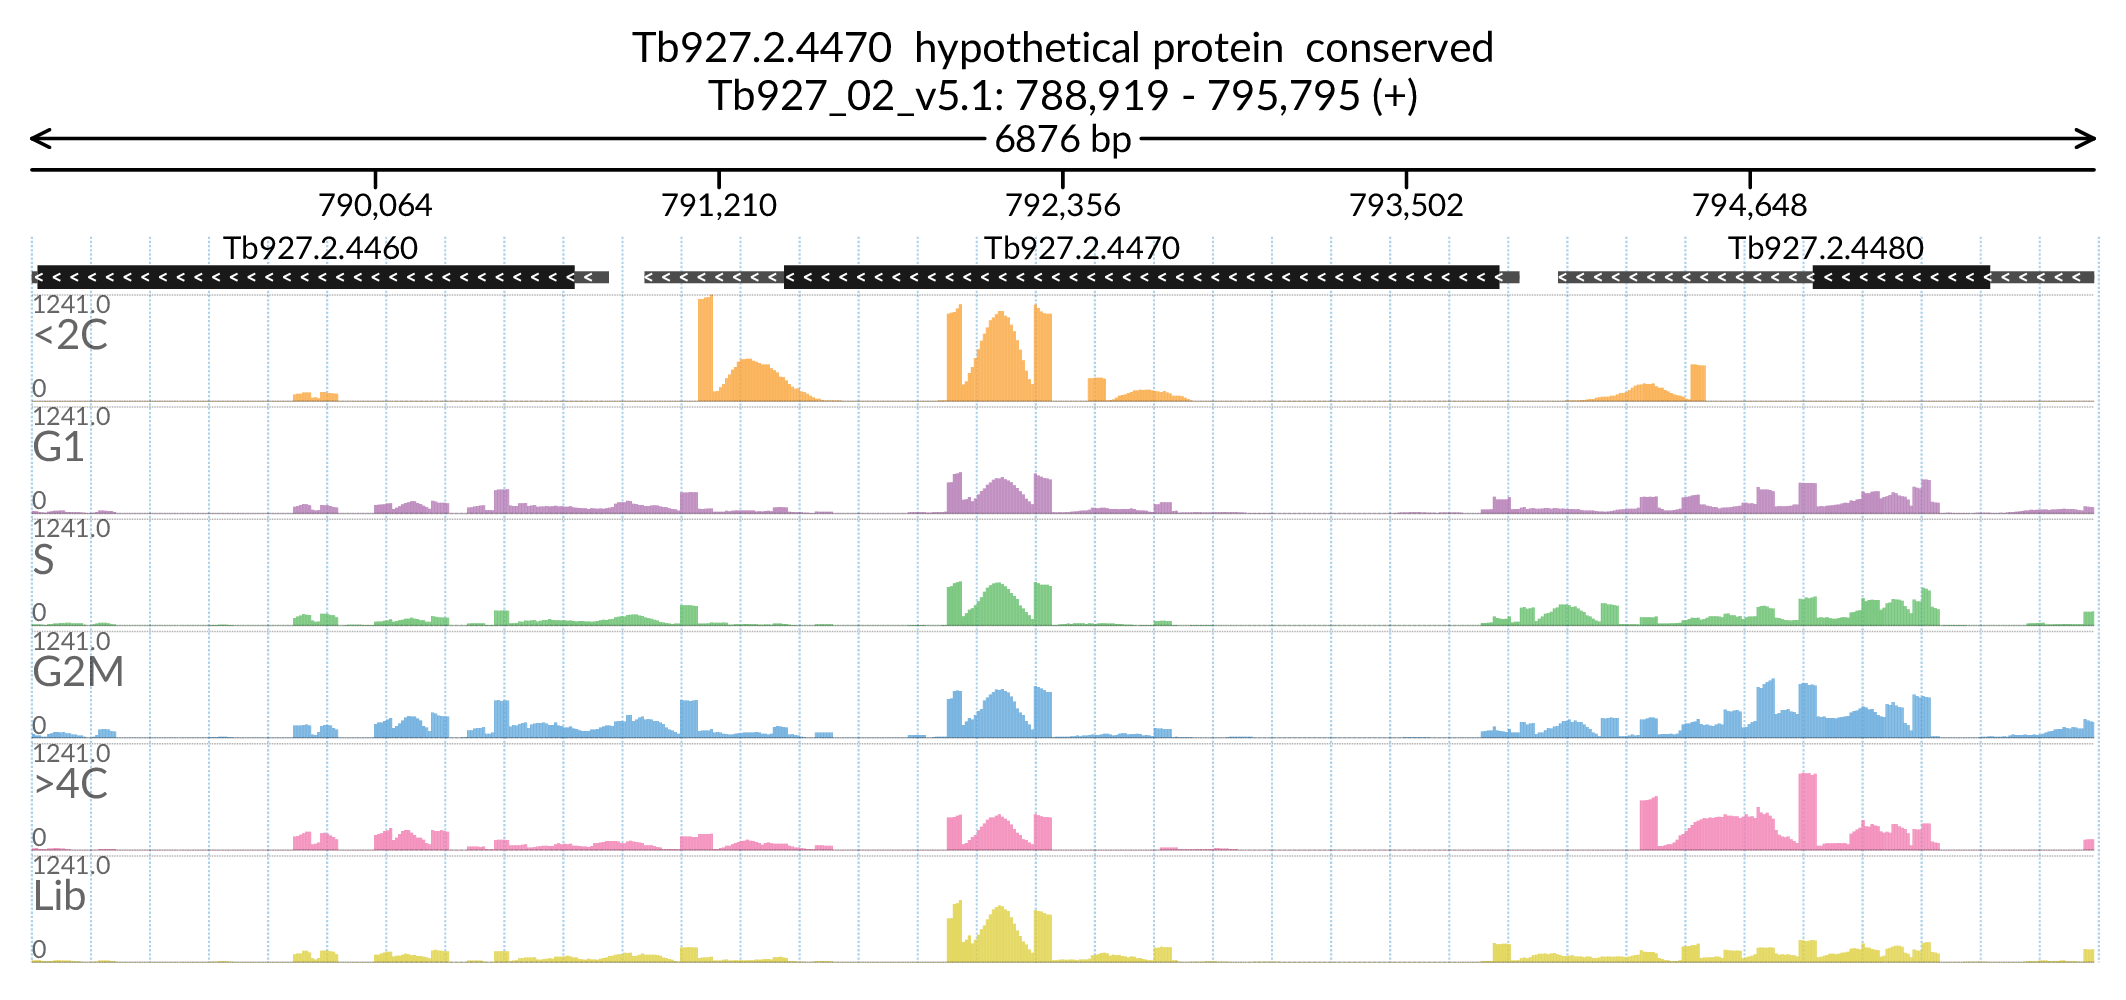 Tb927.2.4470 hypothetical protein conserved
Tb927_02_v5.1: 788,919 - 795,795 (+)
6876 bp
790,064 791,210 792,356 793,502 794,648
Tb927.2.4460 Tb927.2.4470 Tb927.2.4480
1241.0
<2C
0
1241.0
G1
0
1241.0
S
0
1241.0
G2M
0
1241.0
>4C
0
1241.0
Lib
0